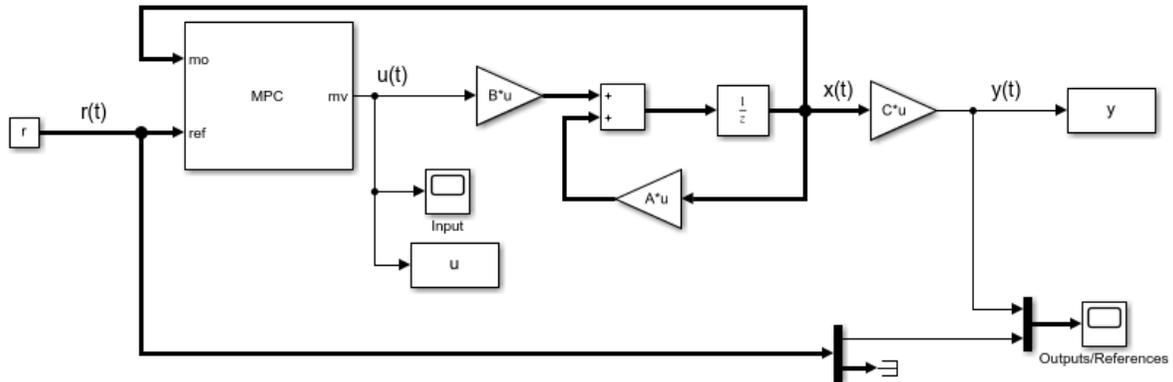 mo
MPC
mv
u(t)
B*u
+
+
1
z
x(t)
C*u
y(t)
y
r(t)
r
ref
A*u
Input
u
Outputs/References